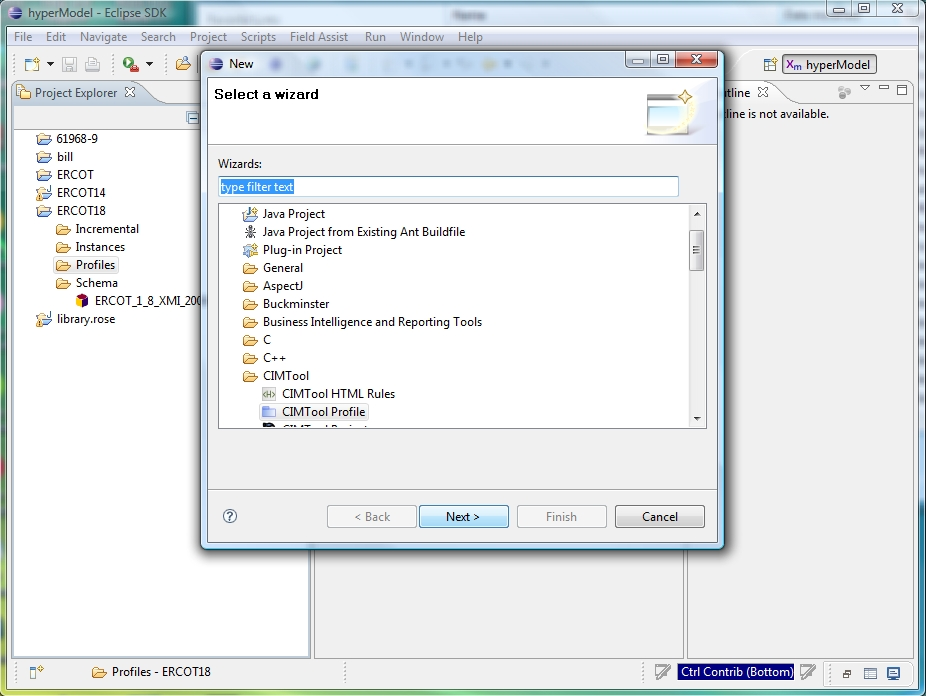 hyperModel - Eclipse SDK
File Edit Navigate Search Project Scripts Field Assist Run Window Help
hyperModel
Project Explorer
61968-9
bill
ERCOT
ERCOT14
ERCOT18
Incremental
Instances
Profiles
Schema
ERCOT_1_8_XMI_200
library.rose
New
Select a wizard
Wizards:
type filter text
Java Project
Java Project from Existing Ant Buildfile
Plug-in Project
General
AspectJ
Buckminster
Business Intelligence and Reporting Tools
C
C++
CIMTool
CIMTool HTML Rules
CIMTool Profile
< Back Next > Finish Cancel
tline
line is not available.
Profiles - ERCOT18
Ctrl Contrib (Bottom)